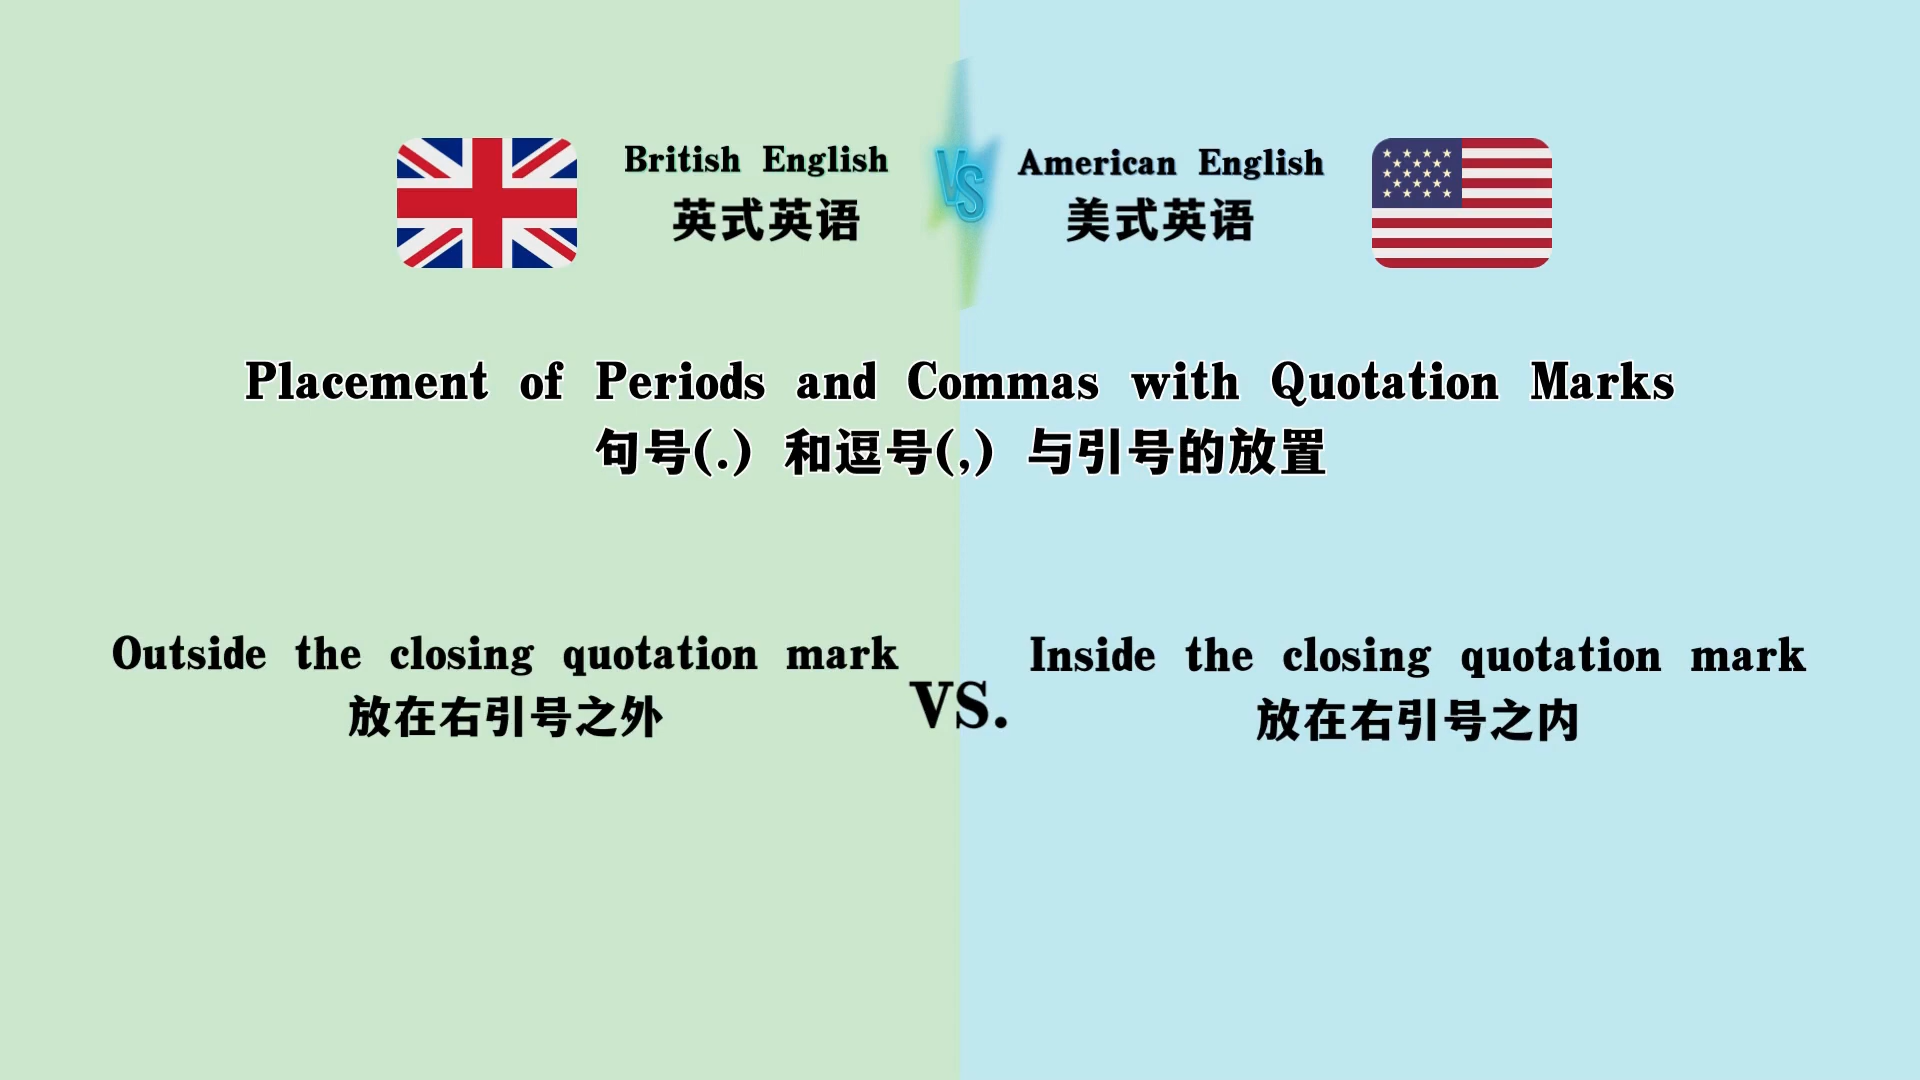 British English
英式英语
VS
American English
美式英语
Placement of Periods and Commas with Quotation Marks
句号(.) 和逗号(,) 与引号的放置
Outside the closing quotation mark
放在右引号之外
vs.
Inside the closing quotation mark
放在右引号之内